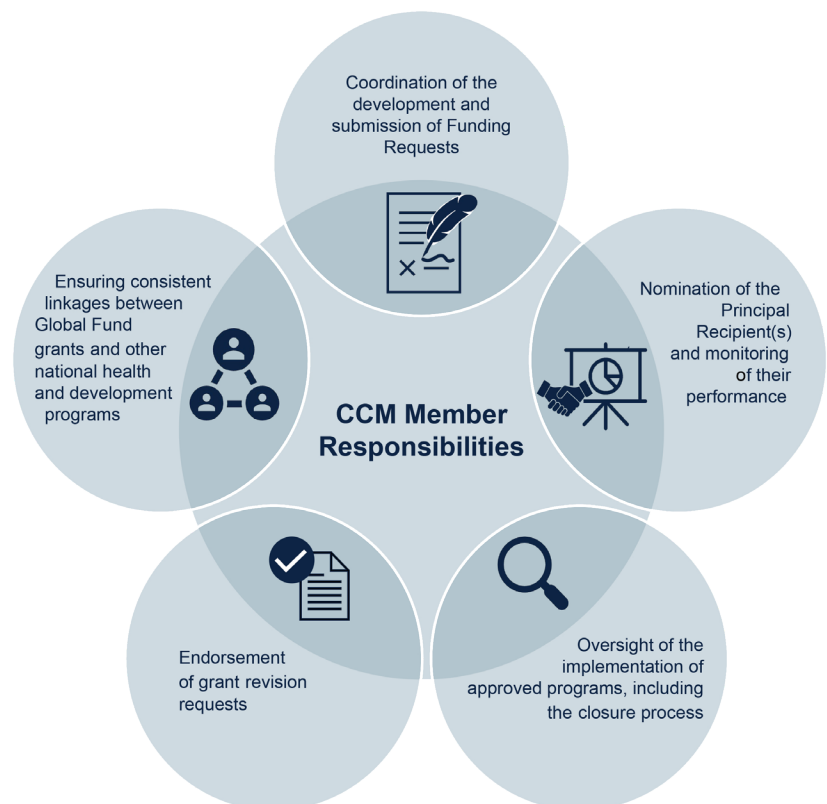 Coordination of the
development and
submission of Funding
Requests
Ensuring consistent
linkages between
Global Fund
grants and other
national health
and development
programs
Nomination of the
Principal
Recipient(s)
and monitoring
of their
performance
CCM Member
Responsibilities
Endorsement
of grant revision
requests
Oversight of the
implementation of
approved programs, including
the closure process